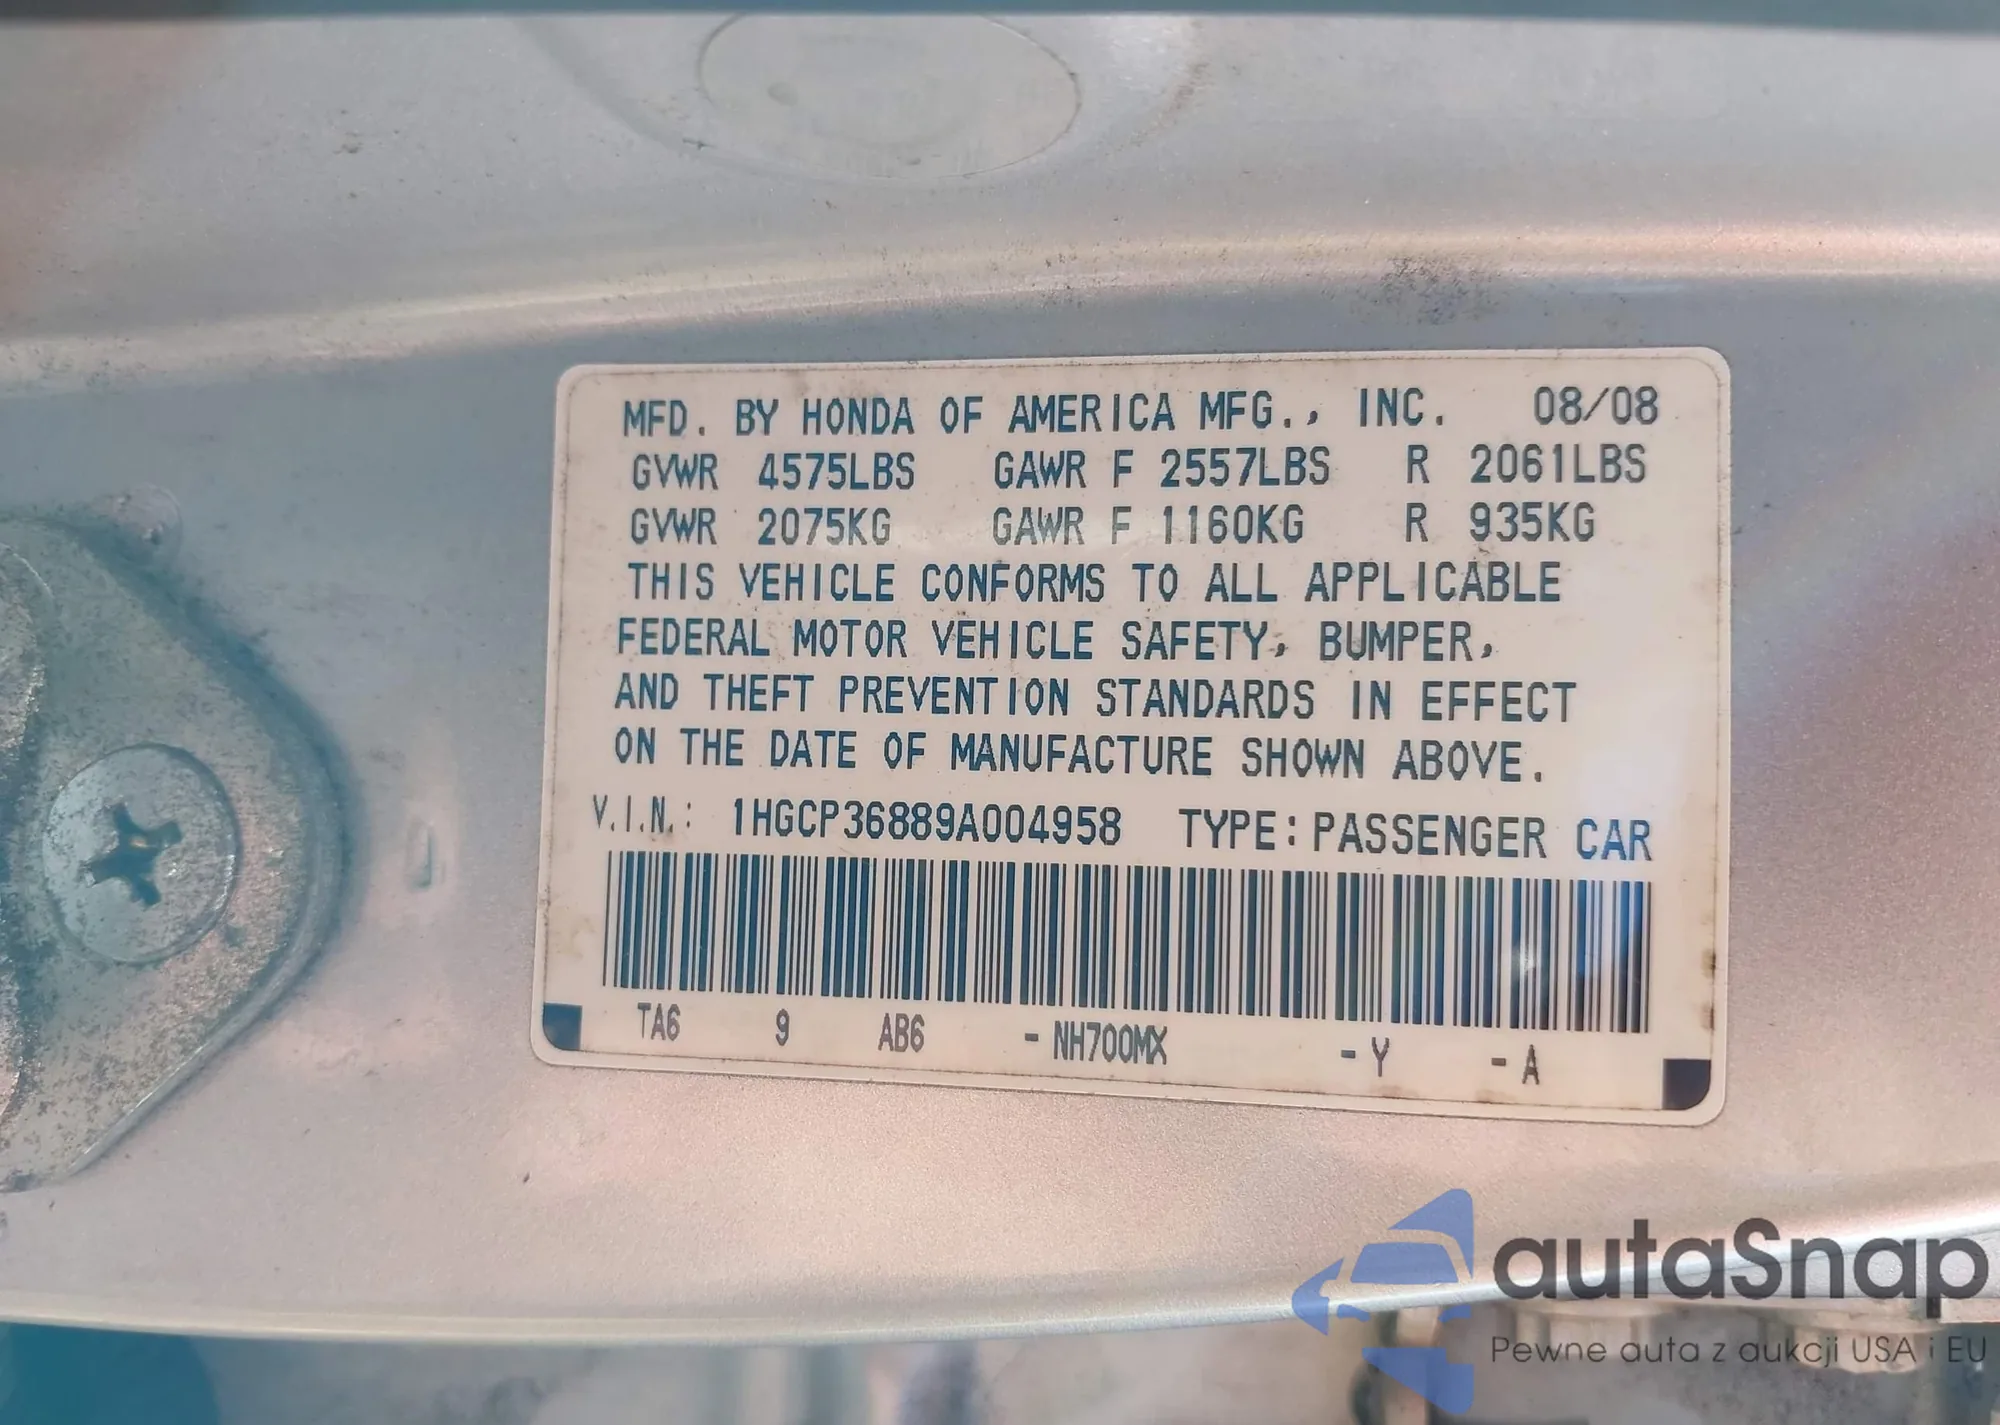 MFD. BY HONDA OF AMERICA MFG., INC. 08/08
GVWR 4575LBS GAWR F 2557LBS R 2061LBS
GVWR 2075KG GAWR F 1160KG R 935KG
THIS VEHICLE CONFORMS TO ALL APPLICABLE
FEDERAL MOTOR VEHICLE SAFETY, BUMPER,
AND THEFT PREVENTION STANDARDS IN EFFECT
ON THE DATE OF MANUFACTURE SHOWN ABOVE.
V.I.N.: 1HGCP36889A004958 TYPE: PASSENGER CAR
TA6 9 AB6 - NH700MX - Y - A
autaSnap
Pewne auta z aukcji USA i EU